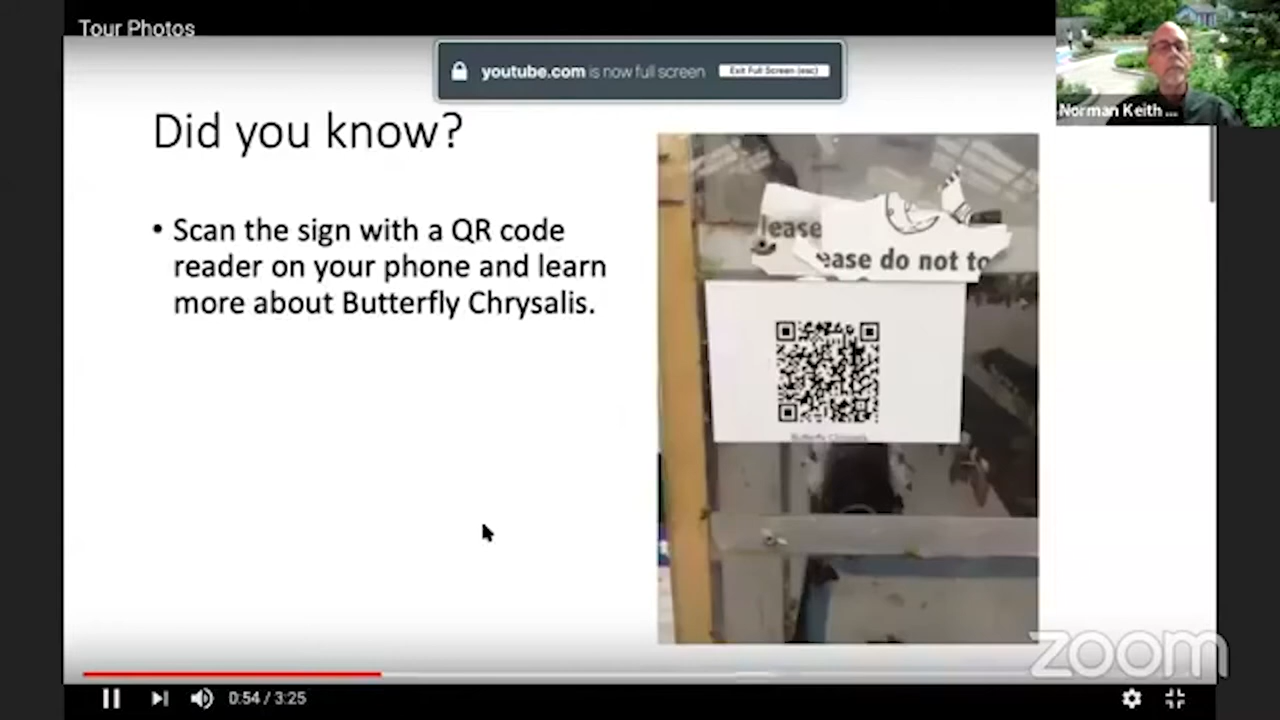 Tour Photos
youtube.com is now full screen
Exit Full Screen (esc)
Norman Keith ...
Did you know?
• Scan the sign with a QR code
reader on your phone and learn
more about Butterfly Chrysalis.
lease
ease do not to
Butterfly Chrysalis
zoom
0:54 / 3:25